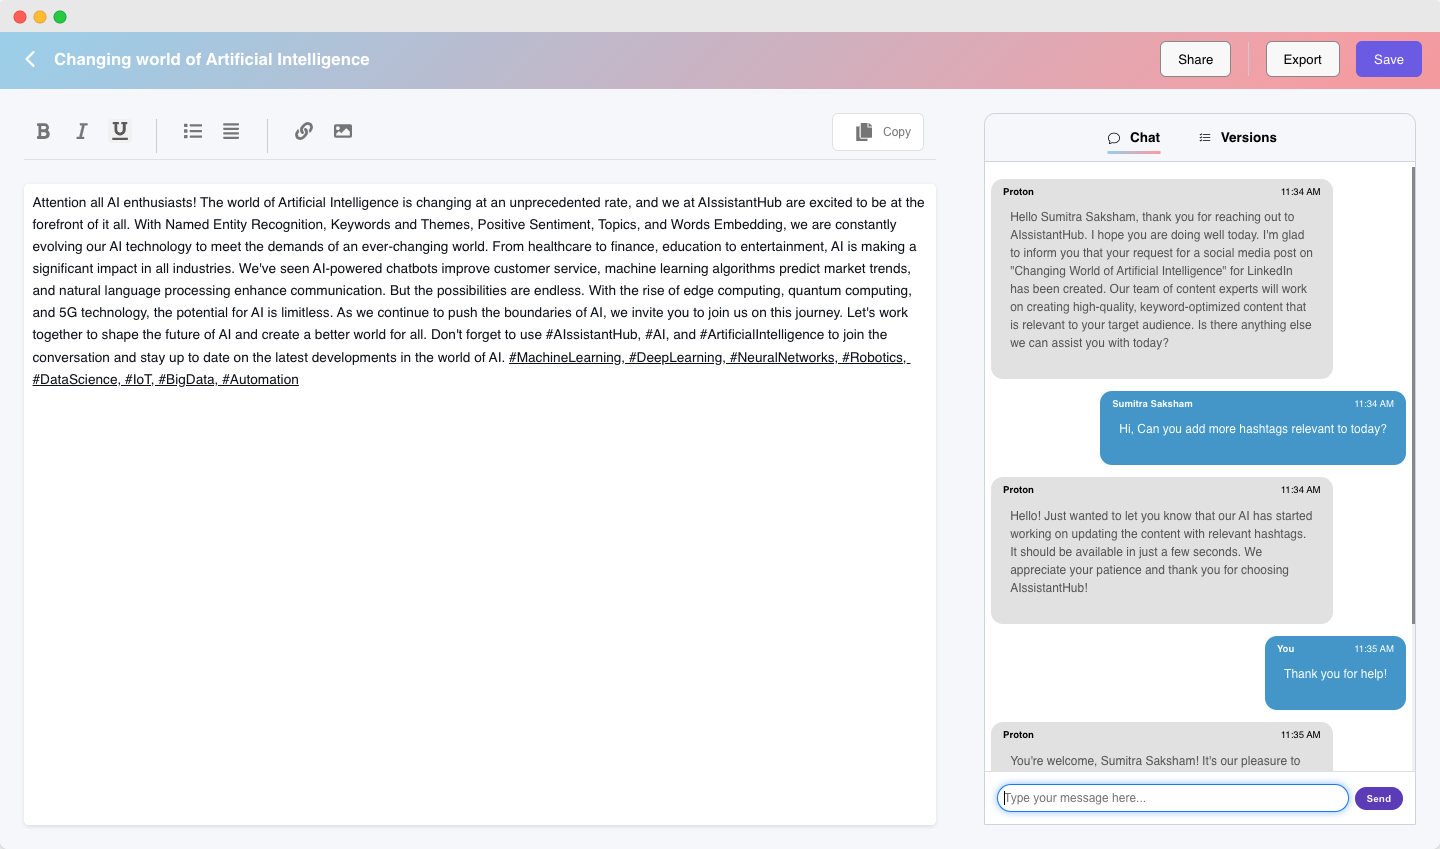 Changing world of Artificial Intelligence
Share
Export
Save
B
I
U
Copy
Attention all AI enthusiasts! The world of Artificial Intelligence is changing at an unprecedented rate, and we at AIssistantHub are excited to be at the
forefront of it all. With Named Entity Recognition, Keywords and Themes, Positive Sentiment, Topics, and Words Embedding, we are constantly
evolving our AI technology to meet the demands of an ever-changing world. From healthcare to finance, education to entertainment, AI is making a
significant impact in all industries. We've seen AI-powered chatbots improve customer service, machine learning algorithms predict market trends,
and natural language processing enhance communication. But the possibilities are endless. With the rise of edge computing, quantum computing,
and 5G technology, the potential for AI is limitless. As we continue to push the boundaries of AI, we invite you to join us on this journey. Let's work
together to shape the future of AI and create a better world for all. Don't forget to use #AIssistantHub, #AI, and #ArtificialIntelligence to join the
conversation and stay up to date on the latest developments in the world of AI. #MachineLearning, #DeepLearning, #NeuralNetworks, #Robotics,
#DataScience, #IoT, #BigData, #Automation
Chat
Versions
Proton 11:34 AM
Hello Sumitra Saksham, thank you for reaching out to
AIssistantHub. I hope you are doing well today. I'm glad
to inform you that your request for a social media post on
"Changing World of Artificial Intelligence" for LinkedIn
has been created. Our team of content experts will work
on creating high-quality, keyword-optimized content that
is relevant to your target audience. Is there anything else
we can assist you with today?
Sumitra Saksham 11:34 AM
Hi, Can you add more hashtags relevant to today?
Proton 11:34 AM
Hello! Just wanted to let you know that our AI has started
working on updating the content with relevant hashtags.
It should be available in just a few seconds. We
appreciate your patience and thank you for choosing
AIssistantHub!
You 11:35 AM
Thank you for help!
Proton 11:35 AM
You're welcome, Sumitra Saksham! It's our pleasure to
Type your message here...
Send